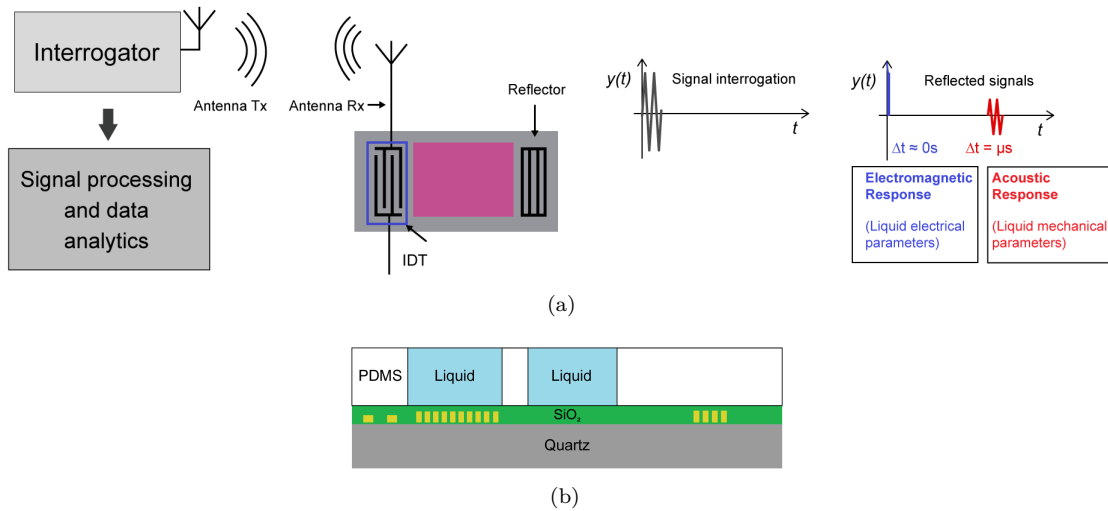 Interrogator
Antenna Tx
Antenna Rx
Signal processing
and data
analytics
Reflector
IDT
y(t)
Signal interrogation
t
y(t)
Reflected signals
t
Δt ≈ 0s
Δt = μs
Electromagnetic
Response
(Liquid electrical
parameters)
Acoustic
Response
(Liquid mechanical
parameters)
(a)
PDMS
Liquid
Liquid
SiO₂
Quartz
(b)